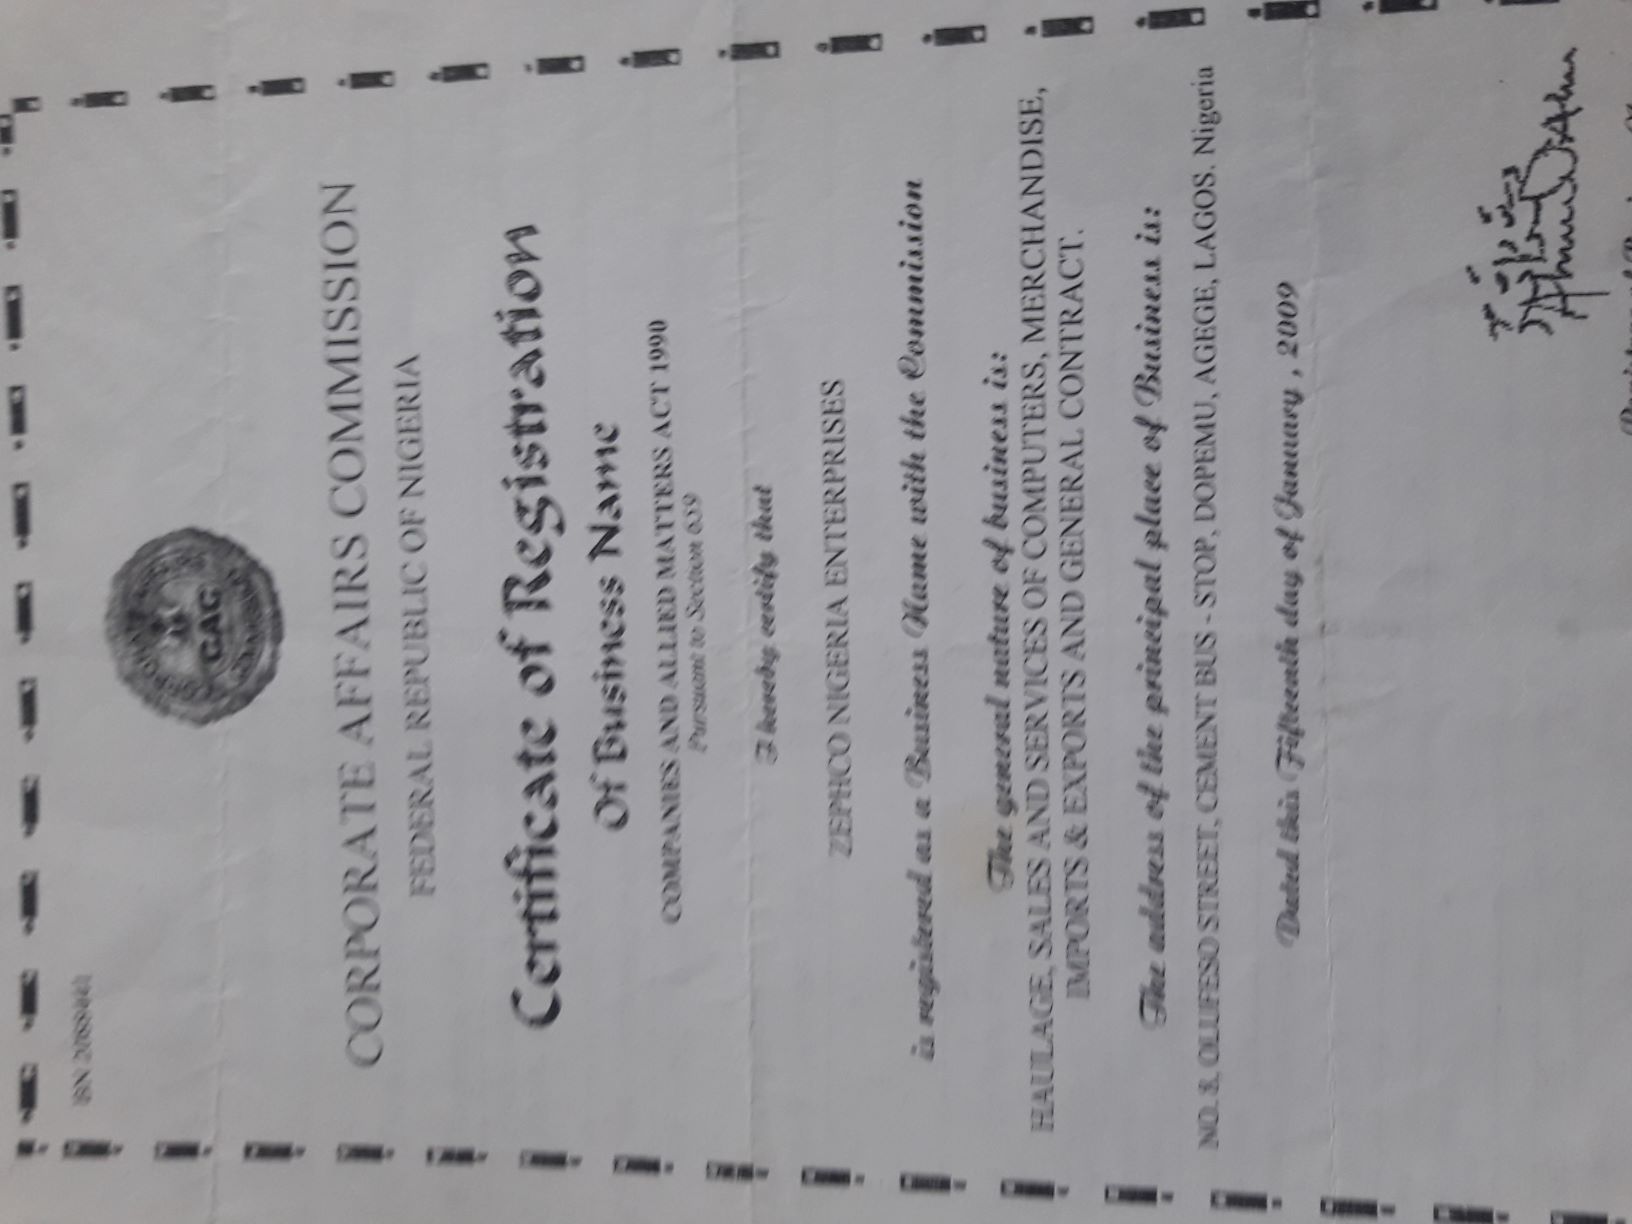 CAC
CORPORATE AFFAIRS COMMISSION
FEDERAL REPUBLIC OF NIGERIA
Certificate of Registration
Of Business Name
COMPANIES AND ALLIED MATTERS ACT 1990
Pursuant to Section 659
I hereby certify that
ZEPHCO NIGERIA ENTERPRISES
is registered as a Business Name with the Commission
The general nature of business is:
HAULAGE, SALES AND SERVICES OF COMPUTERS, MERCHANDISE,
IMPORTS & EXPORTS AND GENERAL CONTRACT.
The address of the principal place of Business is:
NO. 8, OLUFESO STREET, CEMENT BUS - STOP, DOPEMU, AGEGE, LAGOS. Nigeria
Dated this Fifteenth day of January , 2009